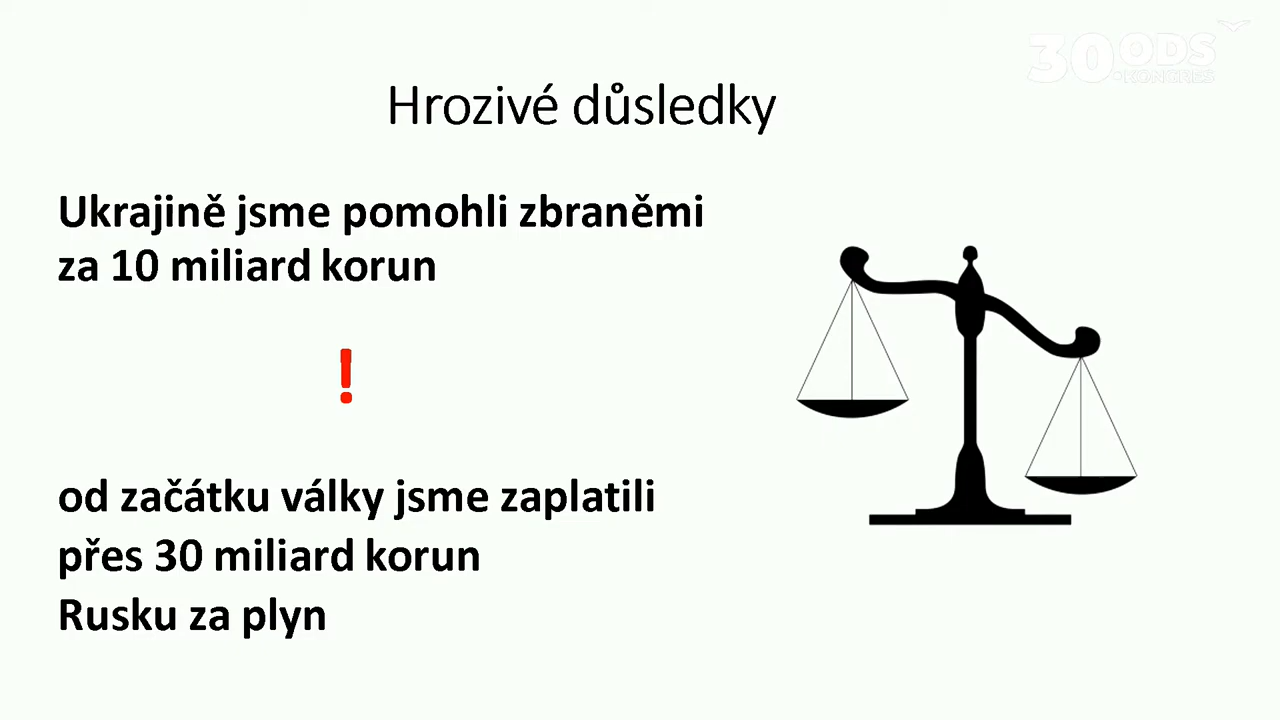 30 ODS
KONGRES
Hrozivé důsledky
Ukrajině jsme pomohli zbraněmi
za 10 miliard korun
!
od začátku války jsme zaplatili
přes 30 miliard korun
Rusku za plyn